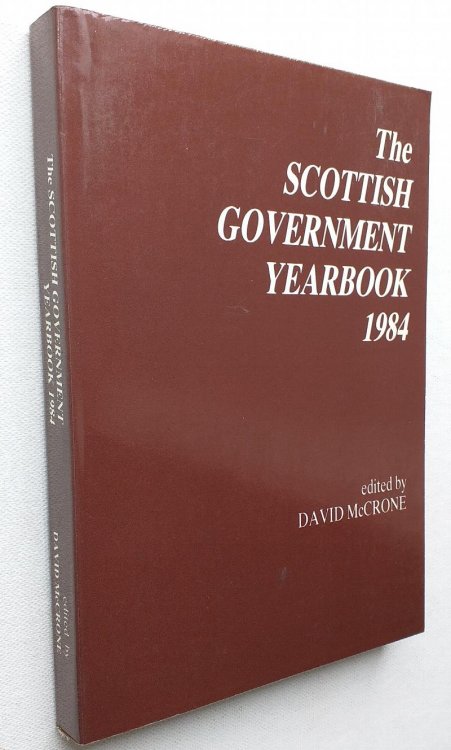 The
SCOTTISH
GOVERNMENT
YEARBOOK
1984
edited by
DAVID McCRONE
The SCOTTISH GOVERNMENT
YEARBOOK 1984
edited by
DAVID McCRONE